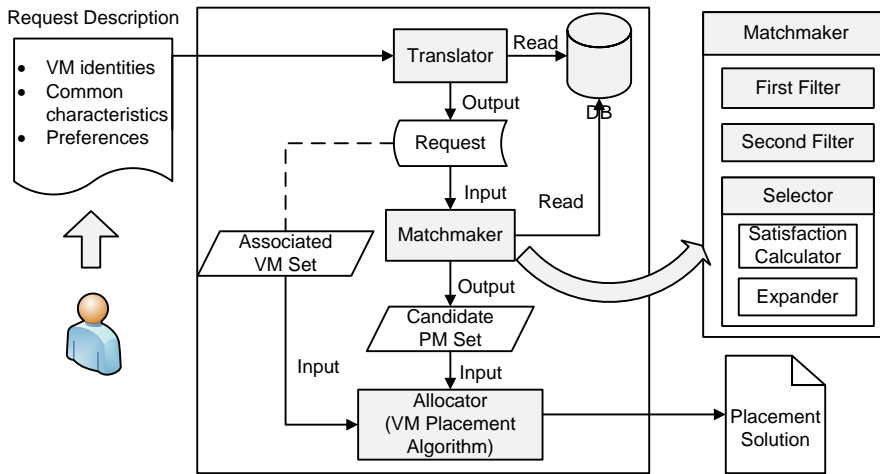 Request Description
• VM identities
• Common
characteristics
• Preferences
Translator
Read
DB
Output
Request
Input
Read
Associated
VM Set
Matchmaker
Output
Candidate
PM Set
Input
Input
Allocator
(VM Placement
Algorithm)
Matchmaker
First Filter
Second Filter
Selector
Satisfaction
Calculator
Expander
Placement
Solution